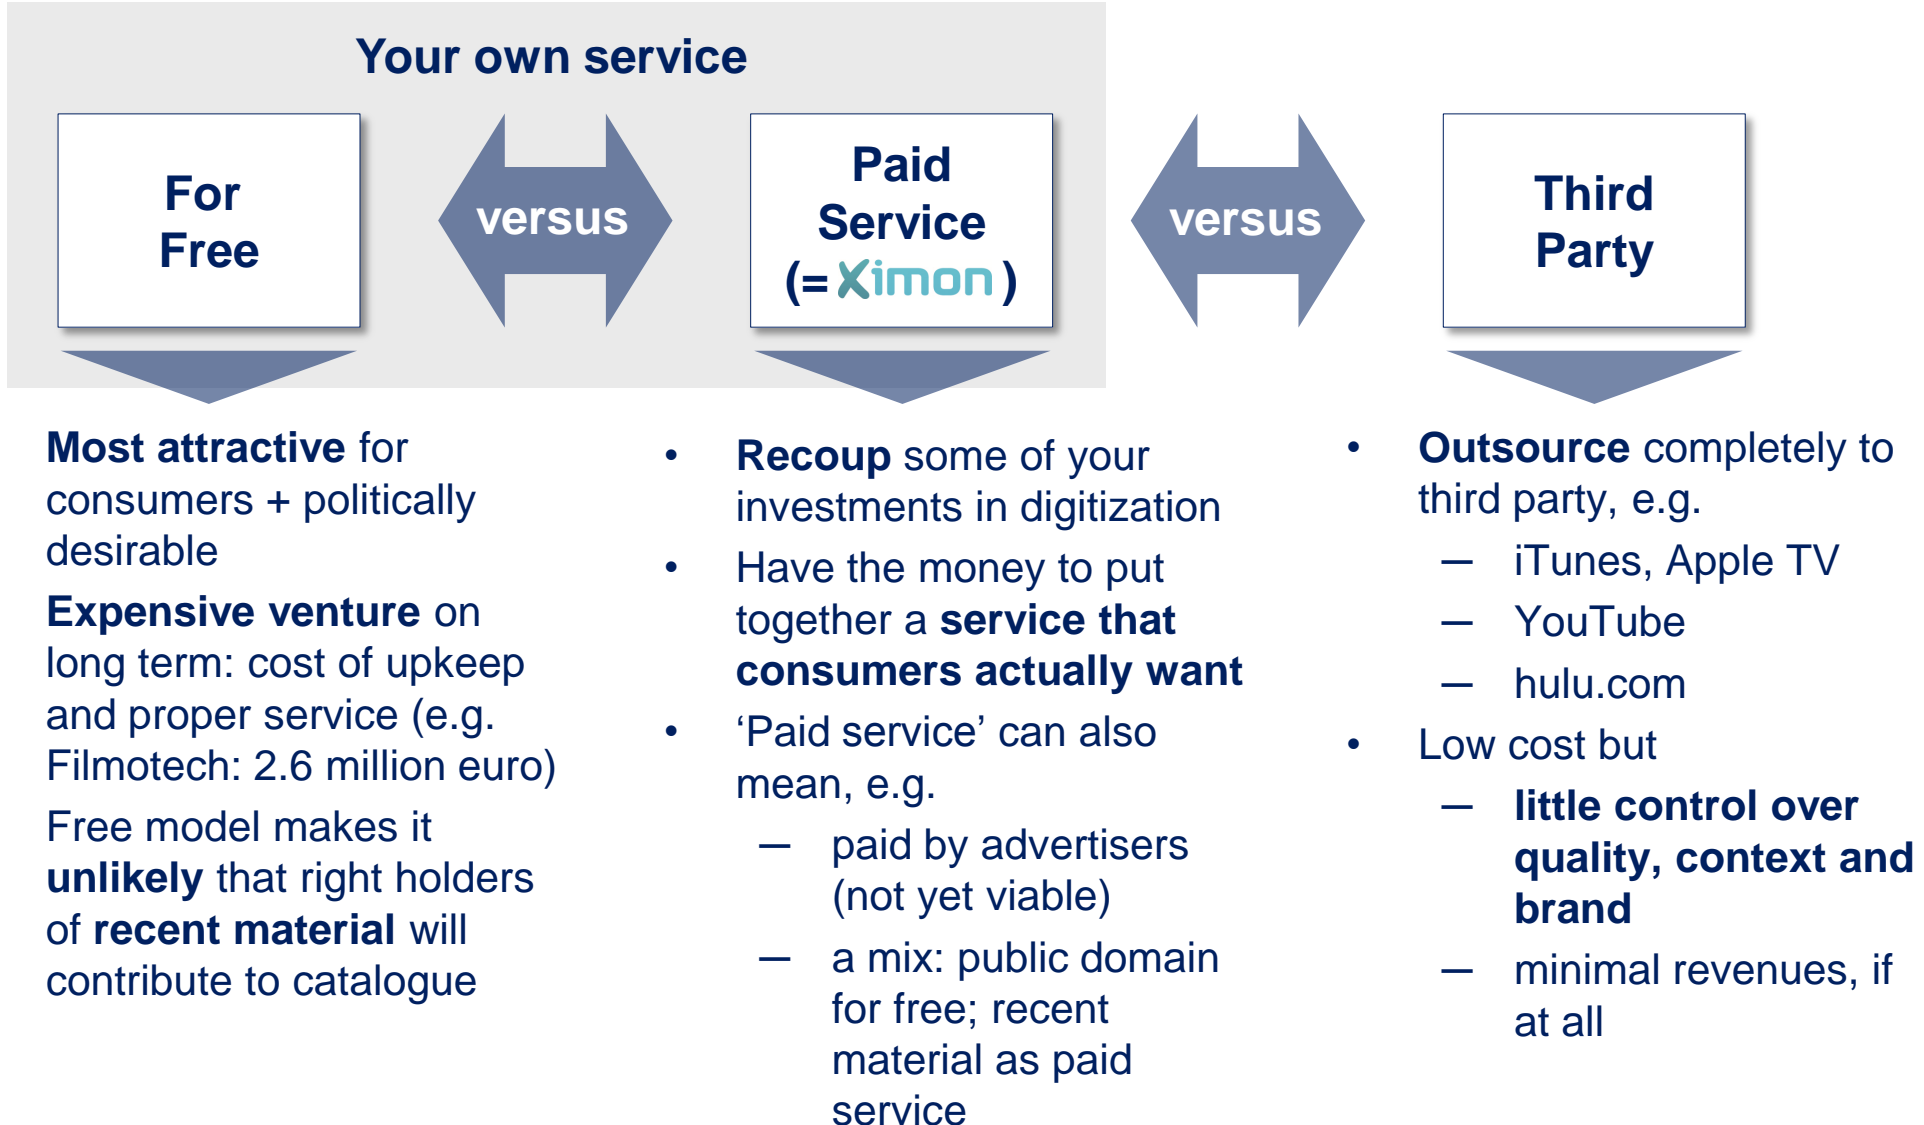 Your own service
For
Free
versus
Paid
Service
(= Ximon )
versus
Third
Party
Most attractive for
consumers + politically
desirable
Expensive venture on
long term: cost of upkeep
and proper service (e.g.
Filmotech: 2.6 million euro)
Free model makes it
unlikely that right holders
of recent material will
contribute to catalogue
• Recoup some of your
investments in digitization
• Have the money to put
together a service that
consumers actually want
• ‘Paid service’ can also
mean, e.g.
─ paid by advertisers
(not yet viable)
─ a mix: public domain
for free; recent
material as paid
service
• Outsource completely to
third party, e.g.
─ iTunes, Apple TV
─ YouTube
─ hulu.com
• Low cost but
─ little control over
quality, context and
brand
─ minimal revenues, if
at all